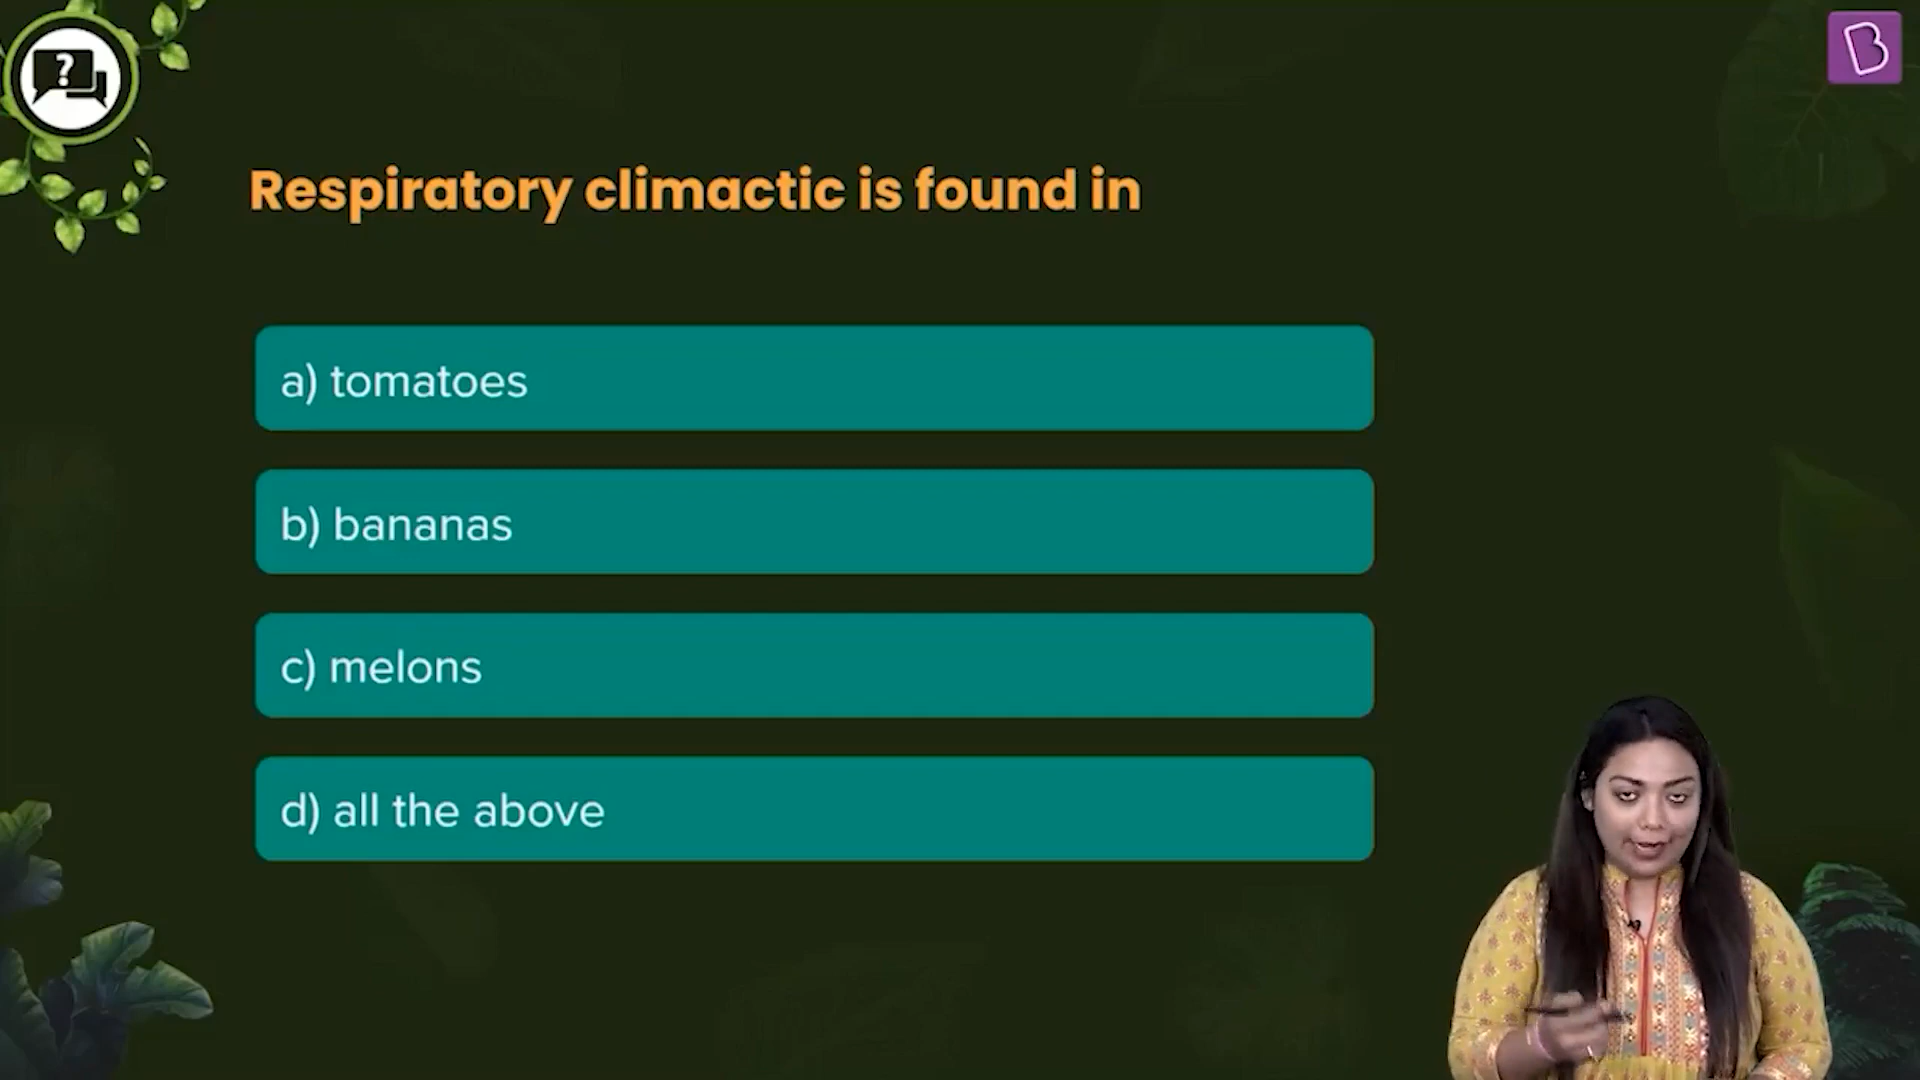 ?
Respiratory climactic is found in
a) tomatoes
b) bananas
c) melons
d) all the above
B